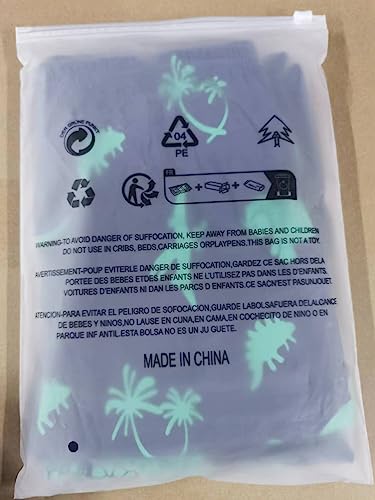 DER GRÜNE PUNKT
04
PE
FR
WARNING-TO AVOID DANGER OF SUFFOCATION, KEEP AWAY FROM BABIES AND CHILDREN
DO NOT USE IN CRIBS, BEDS,CARRIAGES ORPLAYPENS.THIS BAG IS NOT A TOY.
AVERTISSEMENT-POUP EVITERLE DANGER DE SUFFOCATION,GARDEZ CE SAC HORS DELA
PORTEE DES BEBES ETDES ENFANTS NE L'UTILISEZ PAS DANS LES D'ENFANTS,
VOITURES D'ENFANTS NI DAN LES PARCS D ENFANTS. CE SACN'EST PASUNJOUET.
ATENCION-PARA EVITAR EL PELIGRO DE SOFOCACION,GUARDE LABOLSAFUERA DELALCANCE
DE BEBES Y NINOS,NO LAUSE EN CUNA,EN CAMA,EN COCHECITO DE NINO O EN
PARQUE INF ANTIL.ESTA BOLSA NO ES UN JU GUETE.
MADE IN CHINA